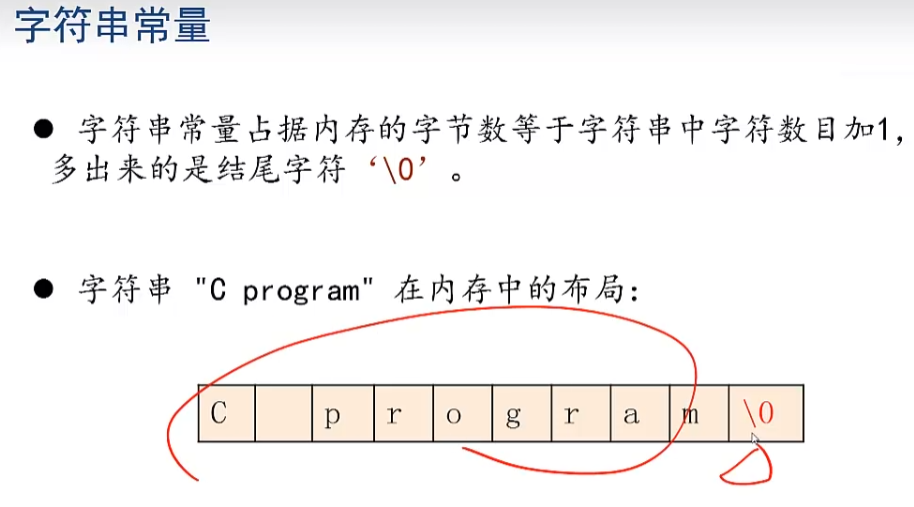 字符串常量
● 字符串常量占据内存的字节数等于字符串中字符数目加1，
多出来的是结尾字符‘\0’。
● 字符串 "C program" 在内存中的布局：
C   p r o g r a m \0